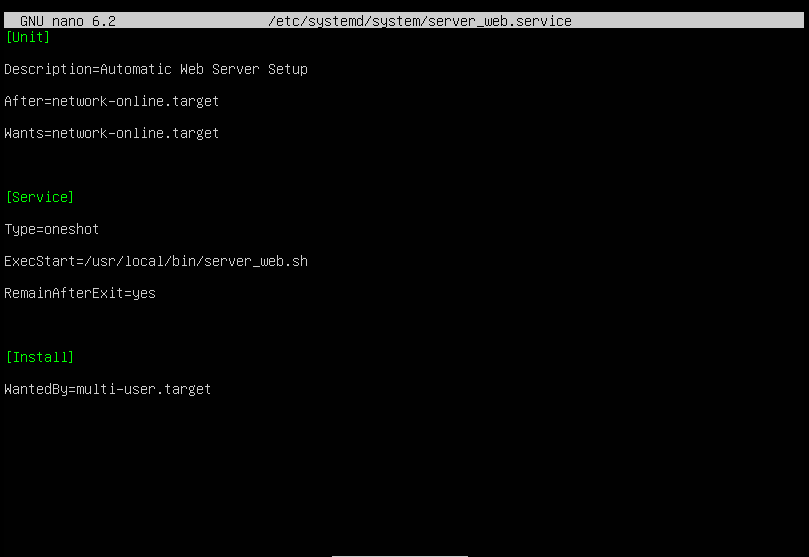 GNU nano 6.2 /etc/systemd/system/server_web.service
[Unit]
Description=Automatic Web Server Setup
After=network-online.target
Wants=network-online.target
[Service]
Type=oneshot
ExecStart=/usr/local/bin/server_web.sh
RemainAfterExit=yes
[Install]
WantedBy=multi-user.target